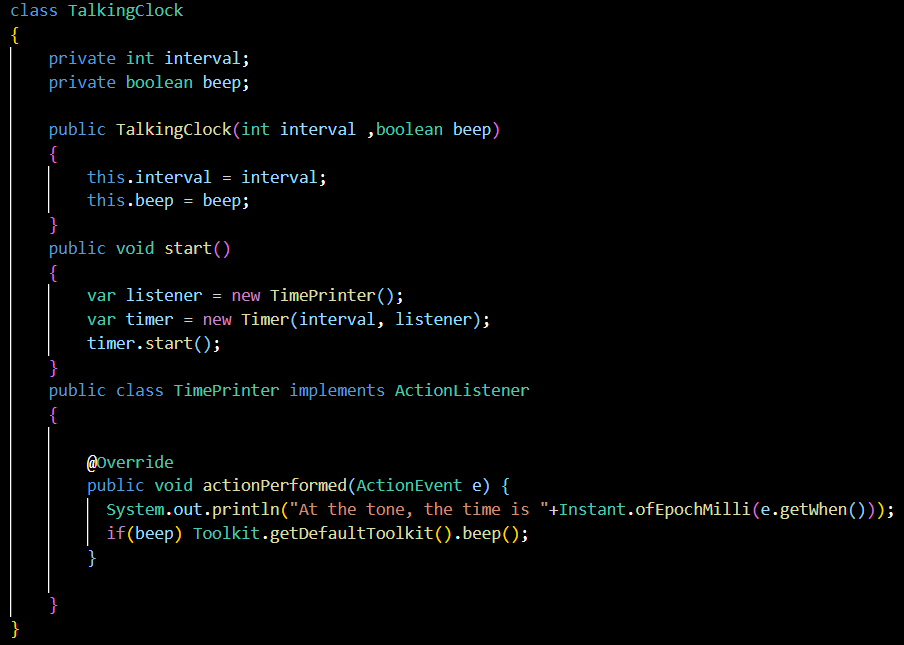 class TalkingClock
{
    private int interval;
    private boolean beep;

    public TalkingClock(int interval ,boolean beep)
    {
        this.interval = interval;
        this.beep = beep;
    }
    public void start()
    {
        var listener = new TimePrinter();
        var timer = new Timer(interval, listener);
        timer.start();
    }
    public class TimePrinter implements ActionListener
    {

        @Override
        public void actionPerformed(ActionEvent e) {
          System.out.println("At the tone, the time is "+Instant.ofEpochMilli(e.getWhen()));
          if(beep) Toolkit.getDefaultToolkit().beep();
        }

    }
}